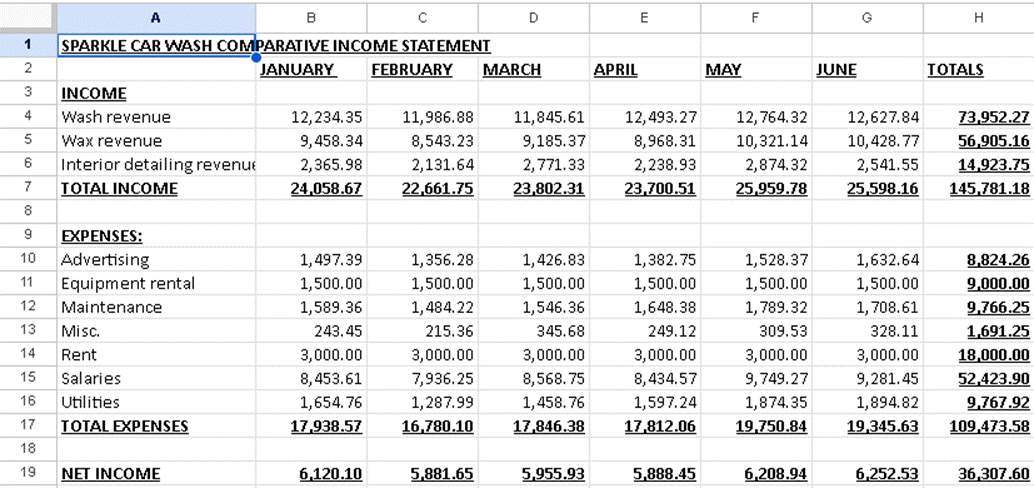 A B C D E F G H
1 SPARKLE CAR WASH COMPARATIVE INCOME STATEMENT
2 JANUARY FEBRUARY MARCH APRIL MAY JUNE TOTALS
3 INCOME
4 Wash revenue 12,234.35 11,986.88 11,845.61 12,493.27 12,764.32 12,627.84 73,952.27
5 Wax revenue 9,458.34 8,543.23 9,185.37 8,968.31 10,321.14 10,428.77 56,905.16
6 Interior detailing revenue 2,365.98 2,131.64 2,771.33 2,238.93 2,874.32 2,541.55 14,923.75
7 TOTAL INCOME 24,058.67 22,661.75 23,802.31 23,700.51 25,959.78 25,598.16 145,781.18
8
9 EXPENSES:
10 Advertising 1,497.39 1,356.28 1,426.83 1,382.75 1,528.37 1,632.64 8,824.26
11 Equipment rental 1,500.00 1,500.00 1,500.00 1,500.00 1,500.00 1,500.00 9,000.00
12 Maintenance 1,589.36 1,484.22 1,546.36 1,648.38 1,789.32 1,708.61 9,766.25
13 Misc. 243.45 215.36 345.68 249.12 309.53 328.11 1,691.25
14 Rent 3,000.00 3,000.00 3,000.00 3,000.00 3,000.00 3,000.00 18,000.00
15 Salaries 8,453.61 7,936.25 8,568.75 8,434.57 9,749.27 9,281.45 52,423.90
16 Utilities 1,654.76 1,287.99 1,458.76 1,597.24 1,874.35 1,894.82 9,767.92
17 TOTAL EXPENSES 17,938.57 16,780.10 17,846.38 17,812.06 19,750.84 19,345.63 109,473.58
18
19 NET INCOME 6,120.10 5,881.65 5,955.93 5,888.45 6,208.94 6,252.53 36,307.60